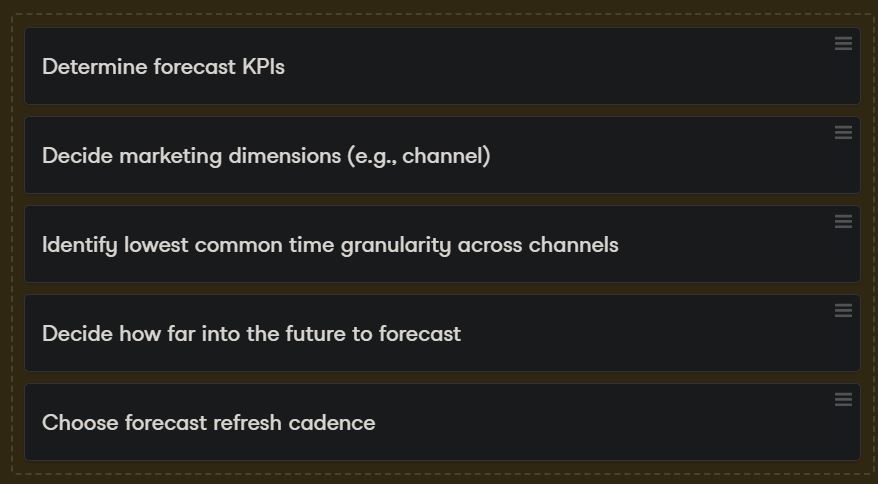 Determine forecast KPIs
Decide marketing dimensions (e.g., channel)
Identify lowest common time granularity across channels
Decide how far into the future to forecast
Choose forecast refresh cadence